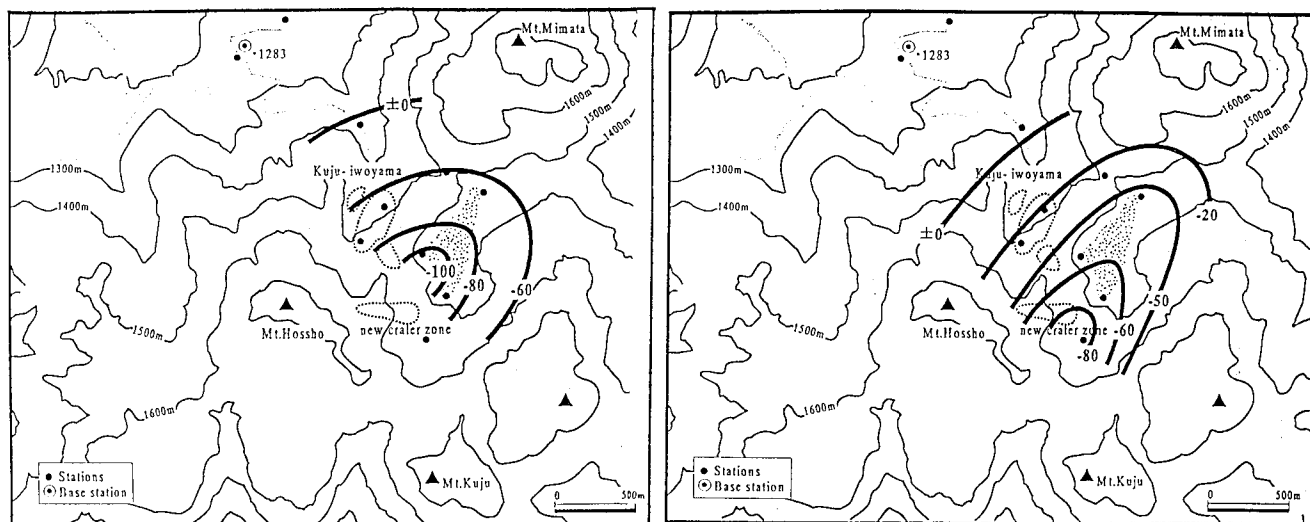 Mt.Mimata
·1283
±0
1600m
1500m
1400m
1300m
Kuju-iwoyama
1400m
-100
-80
-60
new craler zone
Mt.Hossho
1500m
1600m
Mt.Kuju
Stations
Base station
0 500m
Mt.Mimata
·1283
1600m
1500m
1400m
1300m
Kuju-iwoyama
1400m
-20
±0
-50
new craler zone
-60
Mt.Hossho
-80
1500m
1600m
Mt.Kuju
Stations
Base station
0 500m